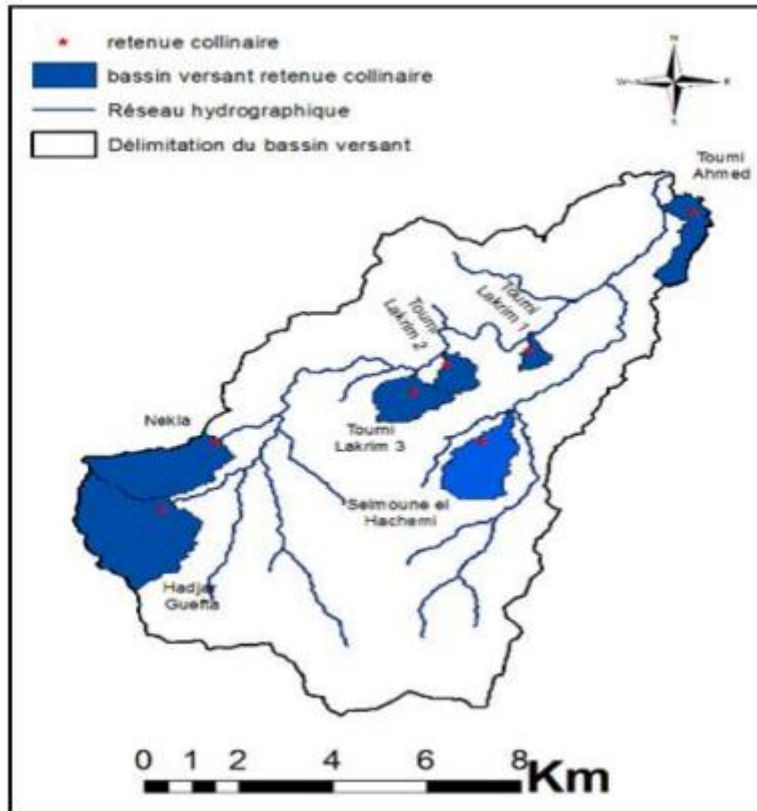 retenue collinaire
bassin versant retenue collinaire
Réseau hydrographique
Délimitation du bassin versant
N
W
E
S
Toumi
Ahmed
Toumi
Lakrim 1
Toumi
Lakrim 2
Nekla
Toumi
Lakrim 3
Selmoune el
Hachemi
Hadjar
Gueffa
0 1 2 4 6 8 Km